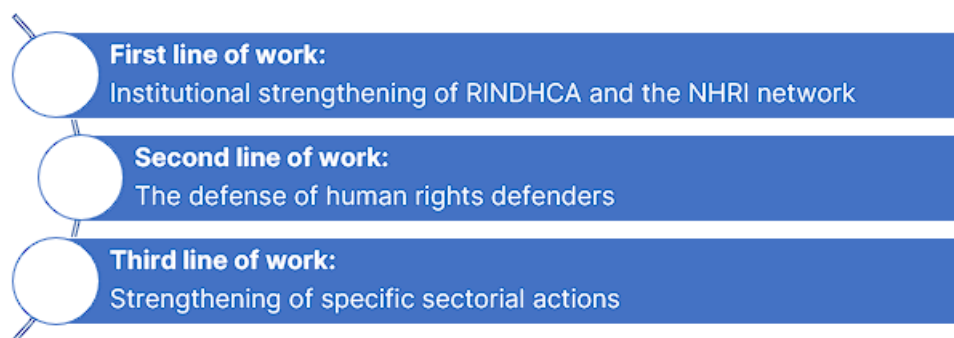 First line of work:
Institutional strengthening of RINDHCA and the NHRI network
Second line of work:
The defense of human rights defenders
Third line of work:
Strengthening of specific sectorial actions